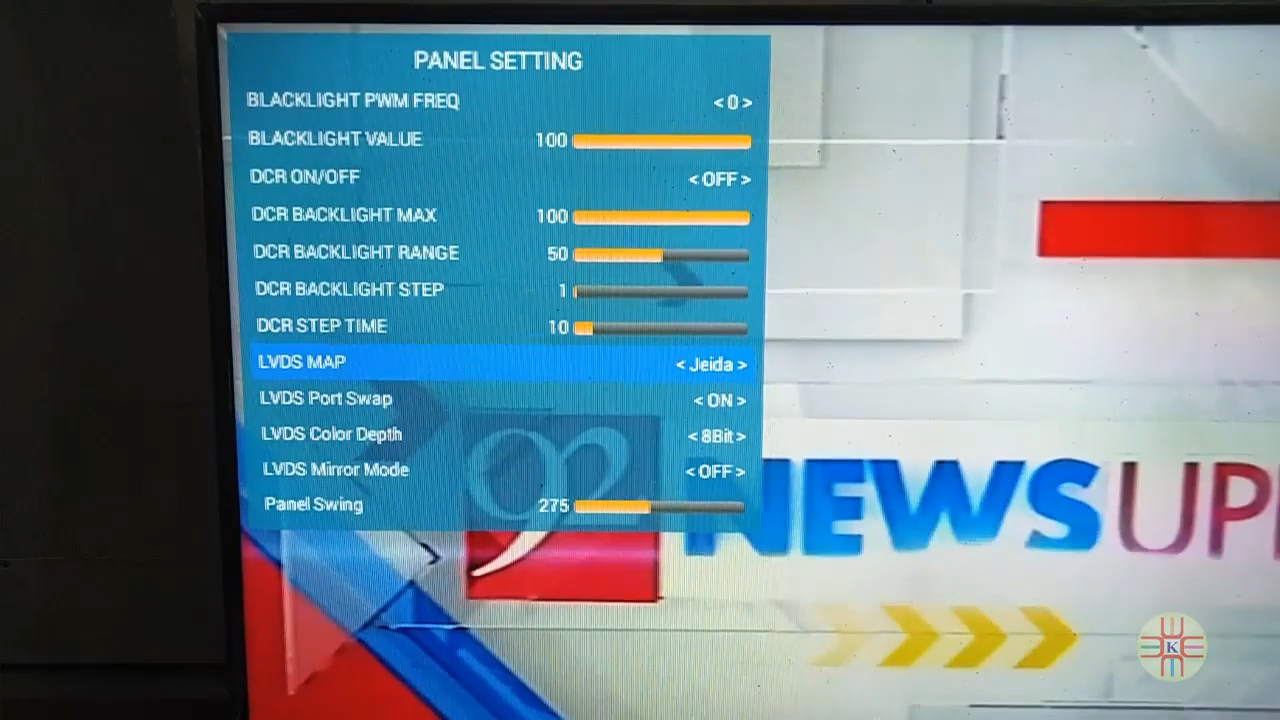 PANEL SETTING
BLACKLIGHT PWM FREQ <0>
BLACKLIGHT VALUE 100
DCR ON/OFF <OFF>
DCR BACKLIGHT MAX 100
DCR BACKLIGHT RANGE 50
DCR BACKLIGHT STEP 1
DCR STEP TIME 10
LVDS MAP <Jeida>
LVDS Port Swap <ON>
LVDS Color Depth <8Bit>
LVDS Mirror Mode <OFF>
Panel Swing 275
92 NEWS UP
K